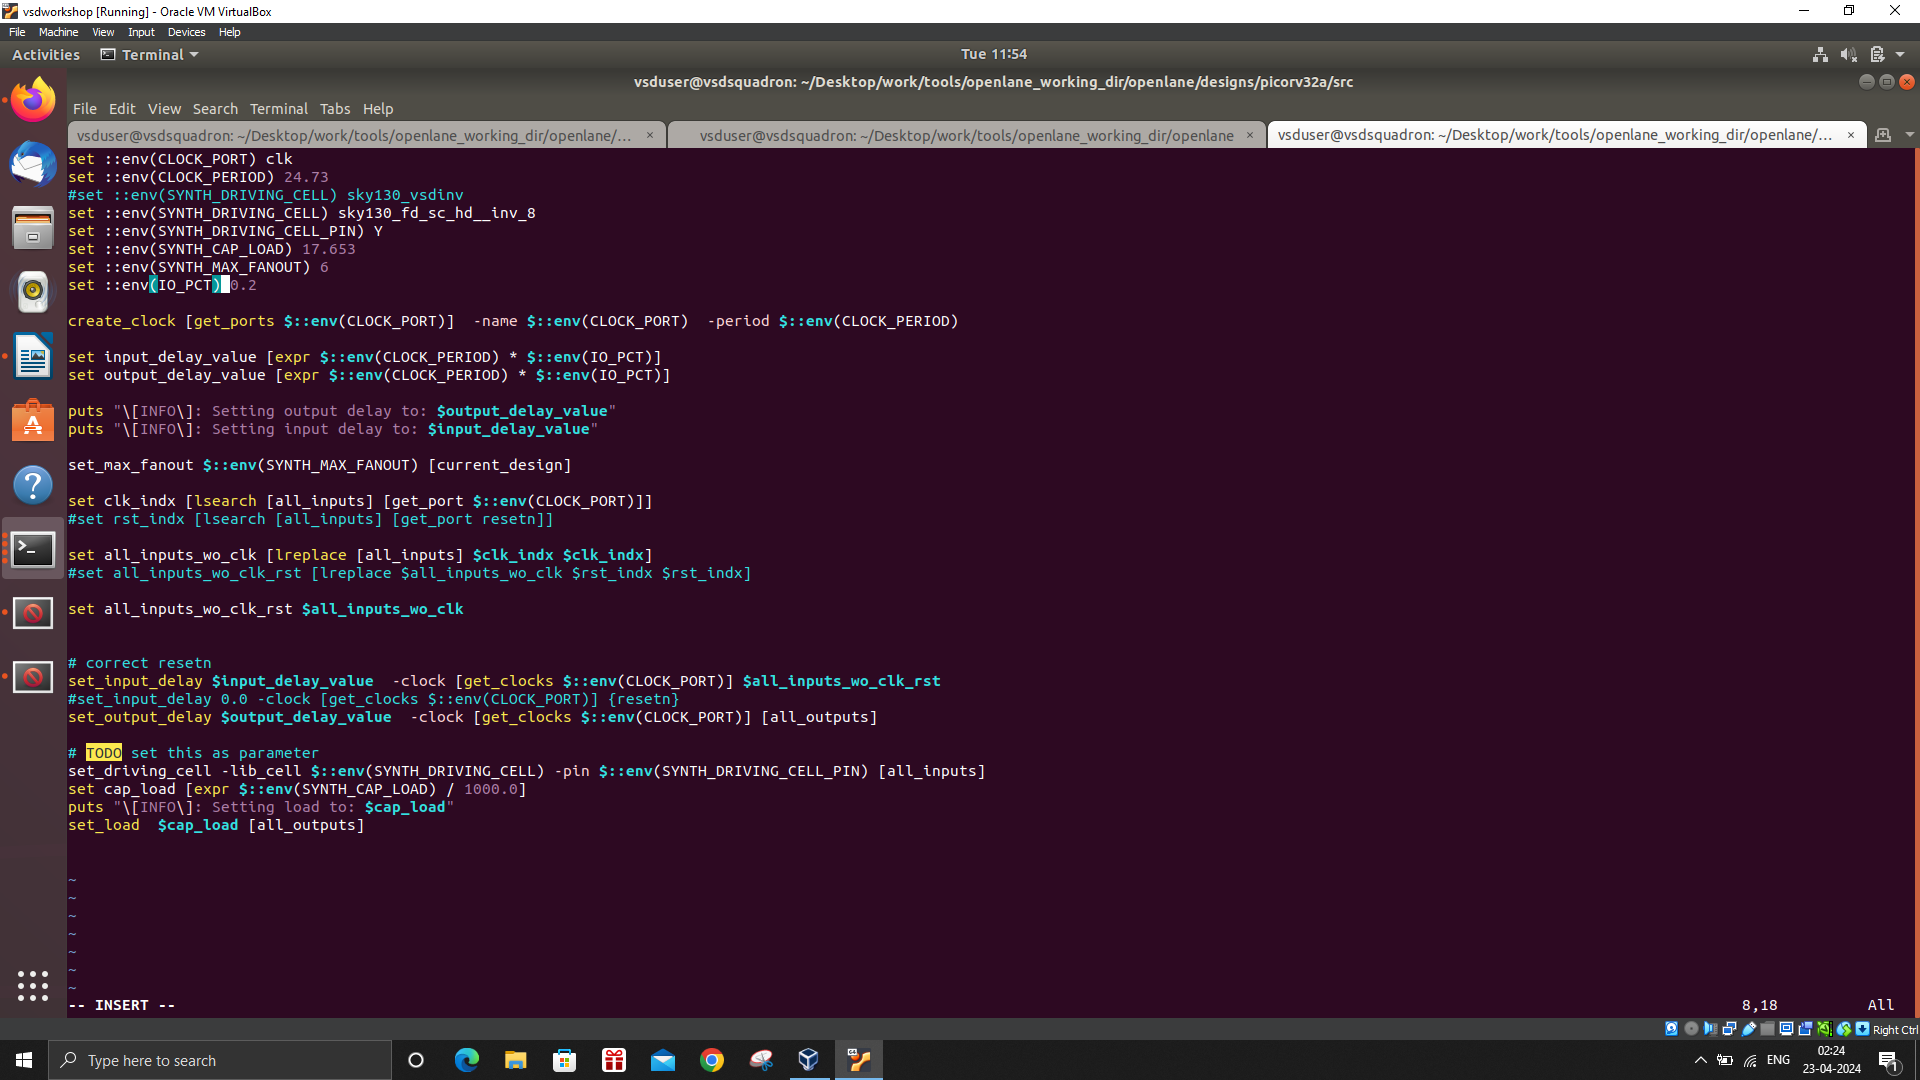 vsdworkshop [Running] - Oracle VM VirtualBox
File Machine View Input Devices Help
Activities Terminal Tue 11:54
vsduser@vsdsquadron: ~/Desktop/work/tools/openlane_working_dir/openlane/designs/picorv32a/src
File Edit View Search Terminal Tabs Help
vsduser@vsdsquadron: ~/Desktop/work/tools/openlane_working_dir/openlane/... × vsduser@vsdsquadron: ~/Desktop/work/tools/openlane_working_dir/openlane × vsduser@vsdsquadron: ~/Desktop/work/tools/openlane_working_dir/openlane/... ×
set ::env(CLOCK_PORT) clk
set ::env(CLOCK_PERIOD) 24.73
#set ::env(SYNTH_DRIVING_CELL) sky130_vsdinv
set ::env(SYNTH_DRIVING_CELL) sky130_fd_sc_hd__inv_8
set ::env(SYNTH_DRIVING_CELL_PIN) Y
set ::env(SYNTH_CAP_LOAD) 17.653
set ::env(SYNTH_MAX_FANOUT) 6
set ::env(IO_PCT) 0.2
create_clock [get_ports $::env(CLOCK_PORT)]  -name $::env(CLOCK_PORT)  -period $::env(CLOCK_PERIOD)
set input_delay_value [expr $::env(CLOCK_PERIOD) * $::env(IO_PCT)]
set output_delay_value [expr $::env(CLOCK_PERIOD) * $::env(IO_PCT)]
puts "\[INFO\]: Setting output delay to: $output_delay_value"
puts "\[INFO\]: Setting input delay to: $input_delay_value"
set_max_fanout $::env(SYNTH_MAX_FANOUT) [current_design]
set clk_indx [lsearch [all_inputs] [get_port $::env(CLOCK_PORT)]]
#set rst_indx [lsearch [all_inputs] [get_port resetn]]
set all_inputs_wo_clk [lreplace [all_inputs] $clk_indx $clk_indx]
#set all_inputs_wo_clk_rst [lreplace $all_inputs_wo_clk $rst_indx $rst_indx]
set all_inputs_wo_clk_rst $all_inputs_wo_clk
# correct resetn
set_input_delay $input_delay_value  -clock [get_clocks $::env(CLOCK_PORT)] $all_inputs_wo_clk_rst
#set_input_delay 0.0 -clock [get_clocks $::env(CLOCK_PORT)] {resetn}
set_output_delay $output_delay_value  -clock [get_clocks $::env(CLOCK_PORT)] [all_outputs]
# TODO set this as parameter
set_driving_cell -lib_cell $::env(SYNTH_DRIVING_CELL) -pin $::env(SYNTH_DRIVING_CELL_PIN) [all_inputs]
set cap_load [expr $::env(SYNTH_CAP_LOAD) / 1000.0]
puts "\[INFO\]: Setting load to: $cap_load"
set_load  $cap_load [all_outputs]
~
~
~
~
~
~
~
-- INSERT -- 8,18 All
Right Ctrl
Type here to search ENG 02:24
23-04-2024 1